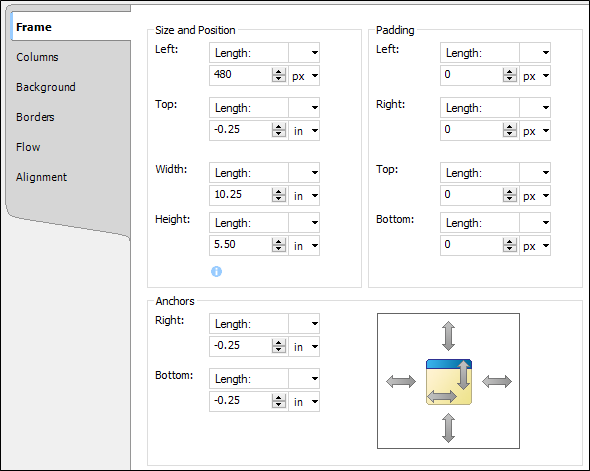 Frame
Columns
Background
Borders
Flow
Alignment
Size and Position
Left: Length:
480 px
Top: Length:
-0.25 in
Width: Length:
10.25 in
Height: Length:
5.50 in
Padding
Left: Length:
0 px
Right: Length:
0 px
Top: Length:
0 px
Bottom: Length:
0 px
Anchors
Right: Length:
-0.25 in
Bottom: Length:
-0.25 in